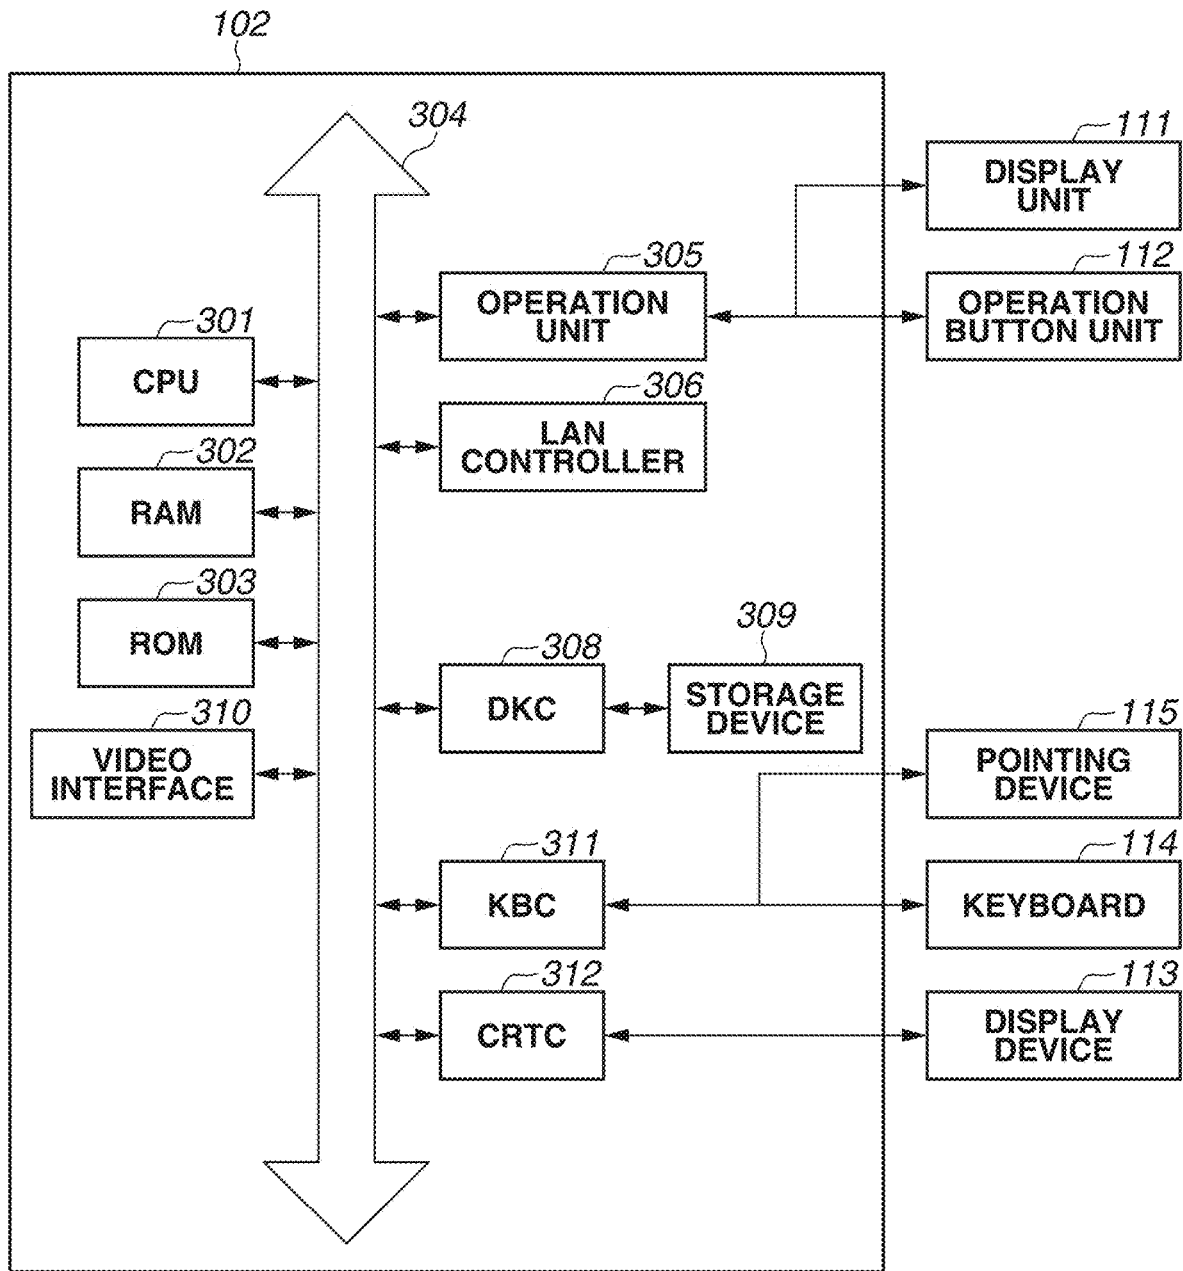 102
304
111
DISPLAY
UNIT
305
OPERATION
UNIT
112
OPERATION
BUTTON UNIT
301
CPU
306
LAN
CONTROLLER
302
RAM
303
ROM
308
DKC
309
STORAGE
DEVICE
310
VIDEO
INTERFACE
115
POINTING
DEVICE
311
KBC
114
KEYBOARD
312
CRTC
113
DISPLAY
DEVICE